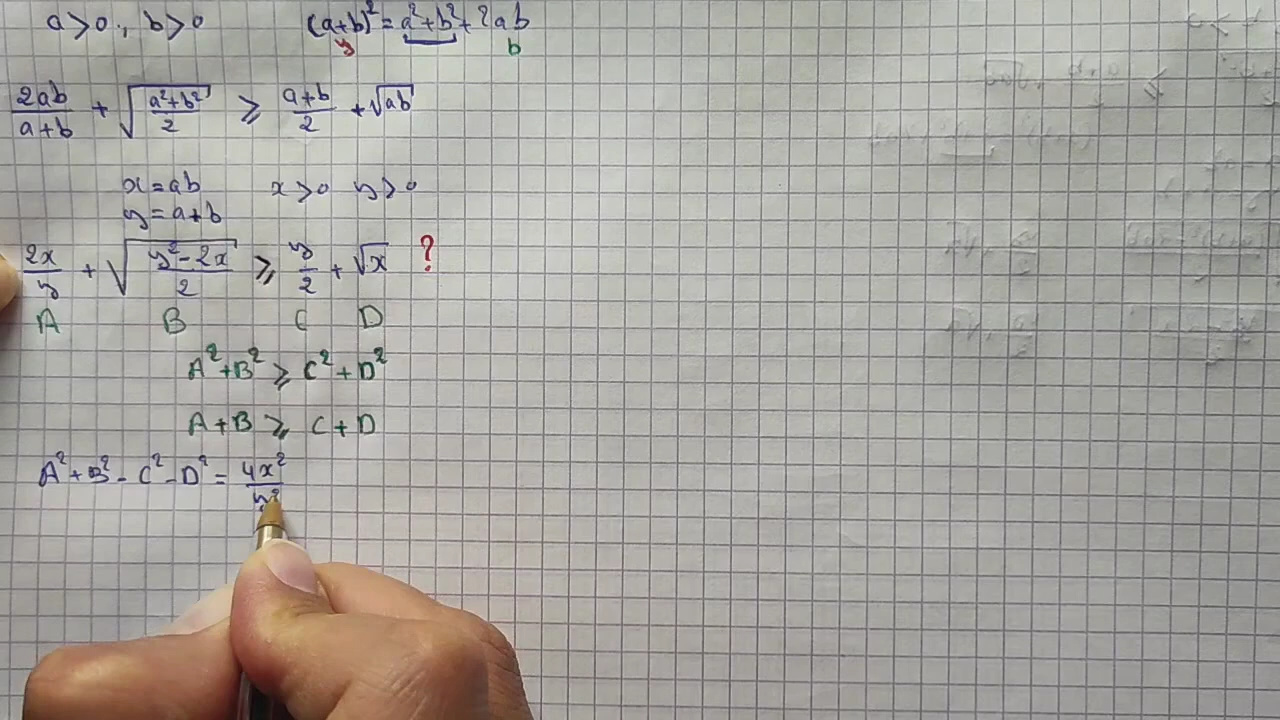 a>0, b>0 (a+b)² = a²+b²+2ab
y b
2ab/(a+b) + √((a²+b²)/2) ⩾ (a+b)/2 + √ab
x = ab x>0 y>0
y = a+b
2x/y + √((y²-2x)/2) ⩾ y/2 + √x ?
A B C D
A²+B² ⩾ C²+D²
A+B ⩾ C+D
A²+B²-C²-D² = 4x²/y²